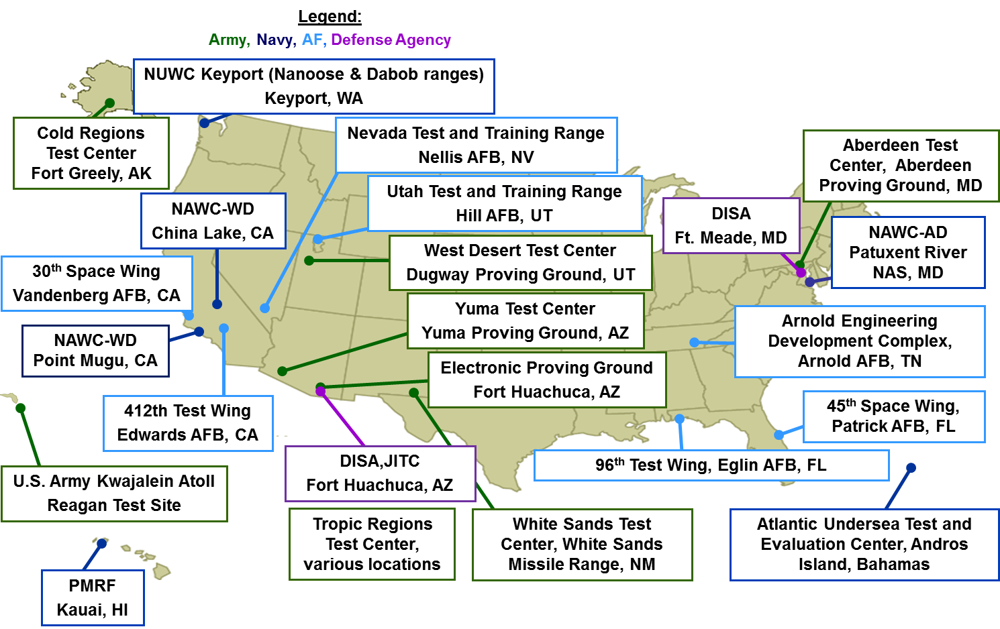 Legend:
Army, Navy, AF, Defense Agency
NUWC Keyport (Nanoose & Dabob ranges)
Keyport, WA
Cold Regions
Test Center
Fort Greely, AK
Nevada Test and Training Range
Nellis AFB, NV
Aberdeen Test
Center, Aberdeen
Proving Ground, MD
Utah Test and Training Range
Hill AFB, UT
NAWC-WD
China Lake, CA
DISA
Ft. Meade, MD
NAWC-AD
Patuxent River
NAS, MD
West Desert Test Center
Dugway Proving Ground, UT
30th Space Wing
Vandenberg AFB, CA
Yuma Test Center
Yuma Proving Ground, AZ
Arnold Engineering
Development Complex,
Arnold AFB, TN
NAWC-WD
Point Mugu, CA
Electronic Proving Ground
Fort Huachuca, AZ
412th Test Wing
Edwards AFB, CA
45th Space Wing,
Patrick AFB, FL
DISA,JITC
Fort Huachuca, AZ
96th Test Wing, Eglin AFB, FL
U.S. Army Kwajalein Atoll
Reagan Test Site
Tropic Regions
Test Center,
various locations
White Sands Test
Center, White Sands
Missile Range, NM
Atlantic Undersea Test and
Evaluation Center, Andros
Island, Bahamas
PMRF
Kauai, HI